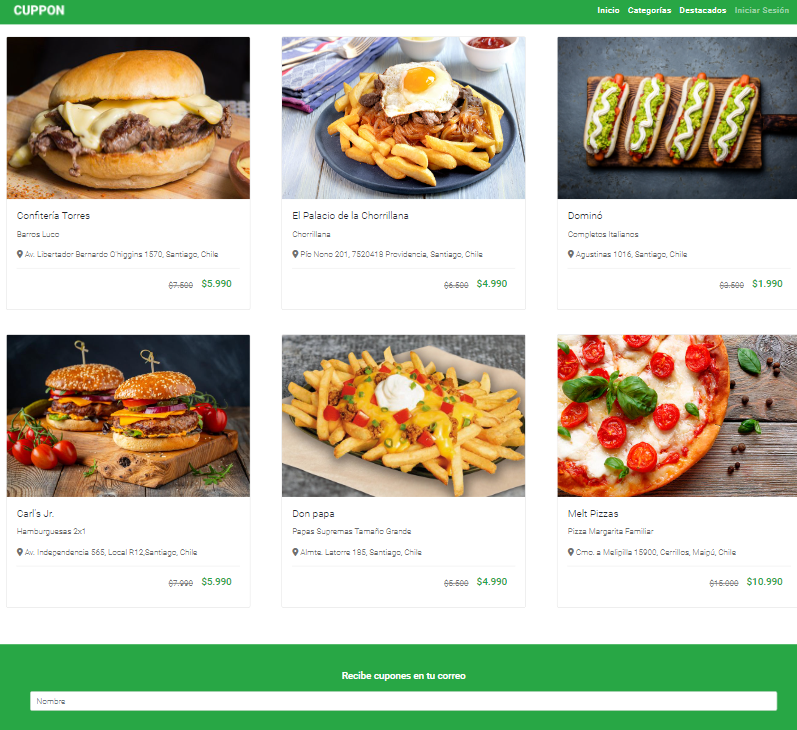 CUPPON
Inicio Categorías Destacados Iniciar Sesión
Confitería Torres
Barros Luco
Av. Libertador Bernardo O'higgins 1570, Santiago, Chile
$7.500 $5.990
El Palacio de la Chorrillana
Chorrillana
Pio Nono 201, 7520418 Providencia, Santiago, Chile
$6.500 $4.990
Dominó
Completos Italianos
Agustinas 1016, Santiago, Chile
$3.500 $1.990
Carl's Jr.
Hamburguesas 2x1
Av. Independencia 565, Local R12,Santiago, Chile
$7.990 $5.990
Don papa
Papas Supremas Tamaño Grande
Almte. Latorre 195, Santiago, Chile
$5.500 $4.990
Melt Pizzas
Pizza Margarita Familiar
Cmo. a Melipilla 15900, Cerrillos, Maipú, Chile
$15.000 $10.990
Recibe cupones en tu correo
Nombre